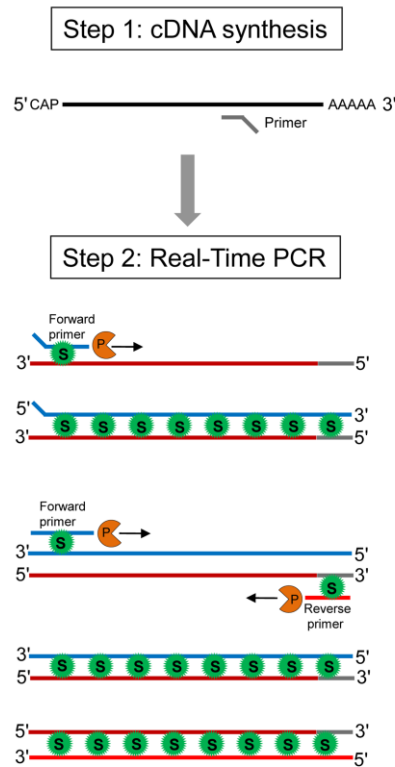 Step 1: cDNA synthesis
5' CAP AAAAA 3'
Primer
Step 2: Real-Time PCR
Forward
primer
S P
3' 5'
5' 3'
S S S S S S S S
3' 5'
Forward
primer
P
S
3' 5'
5' 3'
S
P
Reverse
primer
3' 5'
S S S S S S S S
5' 3'
5' 3'
S S S S S S S S
3' 5'